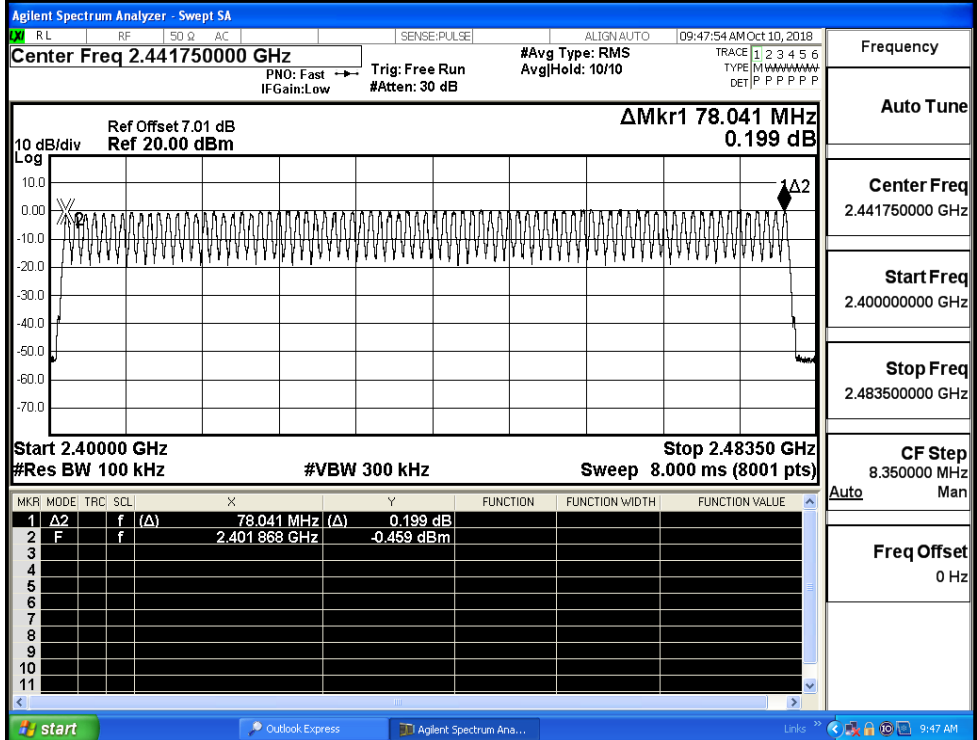 Agilent Spectrum Analyzer - Swept SA
LXI RL RF 50 Ω AC SENSE:PULSE ALIGN AUTO 09:47:54 AM Oct 10, 2018
Center Freq 2.441750000 GHz
PNO: Fast
IFGain:Low
Trig: Free Run
#Atten: 30 dB
#Avg Type: RMS
Avg|Hold: 10/10
TRACE 1 2 3 4 5 6
TYPE M W W W W W
DET P P P P P P
ΔMkr1 78.041 MHz
0.199 dB
Ref Offset 7.01 dB
10 dB/div Ref 20.00 dBm
Log
10.0
0.00
-10.0
-20.0
-30.0
-40.0
-50.0
-60.0
-70.0
2
1Δ2
Start 2.40000 GHz Stop 2.48350 GHz
#Res BW 100 kHz #VBW 300 kHz Sweep 8.000 ms (8001 pts)
MKR MODE TRC SCL X Y FUNCTION FUNCTION WIDTH FUNCTION VALUE
1 Δ2 f (Δ) 78.041 MHz (Δ) 0.199 dB
2 F f 2.401 868 GHz -0.459 dBm
3
4
5
6
7
8
9
10
11
Frequency
Auto Tune
Center Freq
2.441750000 GHz
Start Freq
2.400000000 GHz
Stop Freq
2.483500000 GHz
CF Step
8.350000 MHz
Auto Man
Freq Offset
0 Hz
start Outlook Express Agilent Spectrum Ana... Links » 9:47 AM